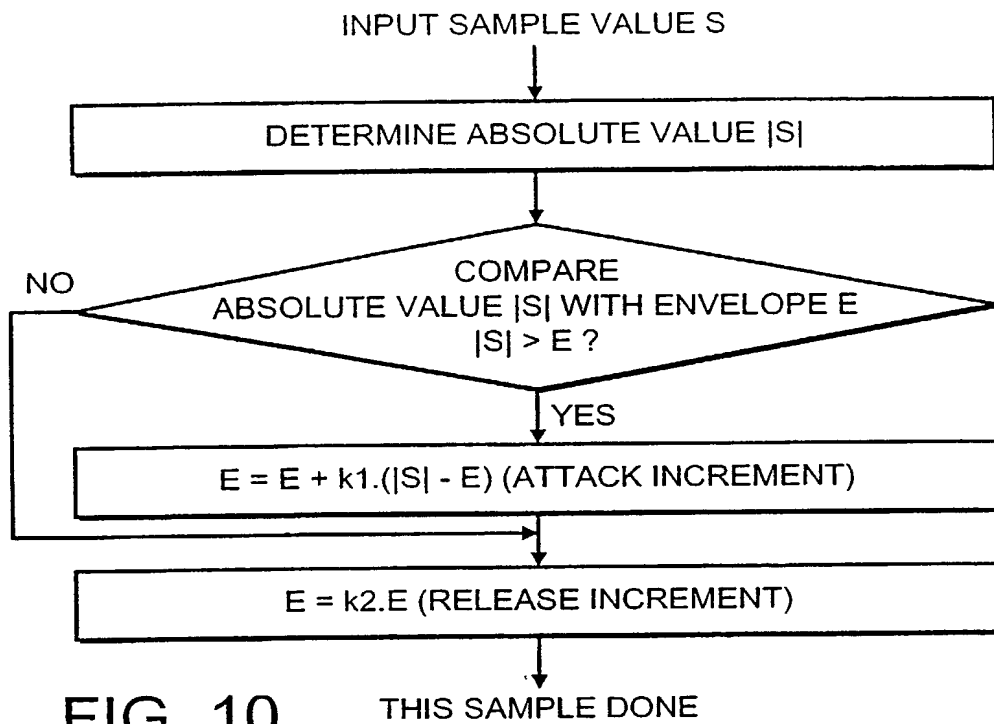 INPUT SAMPLE VALUE S
DETERMINE ABSOLUTE VALUE |S|
NO
COMPARE
ABSOLUTE VALUE |S| WITH ENVELOPE E
|S| > E ?
YES
E = E + k1.(|S| - E) (ATTACK INCREMENT)
E = k2.E (RELEASE INCREMENT)
FIG. 10
THIS SAMPLE DONE